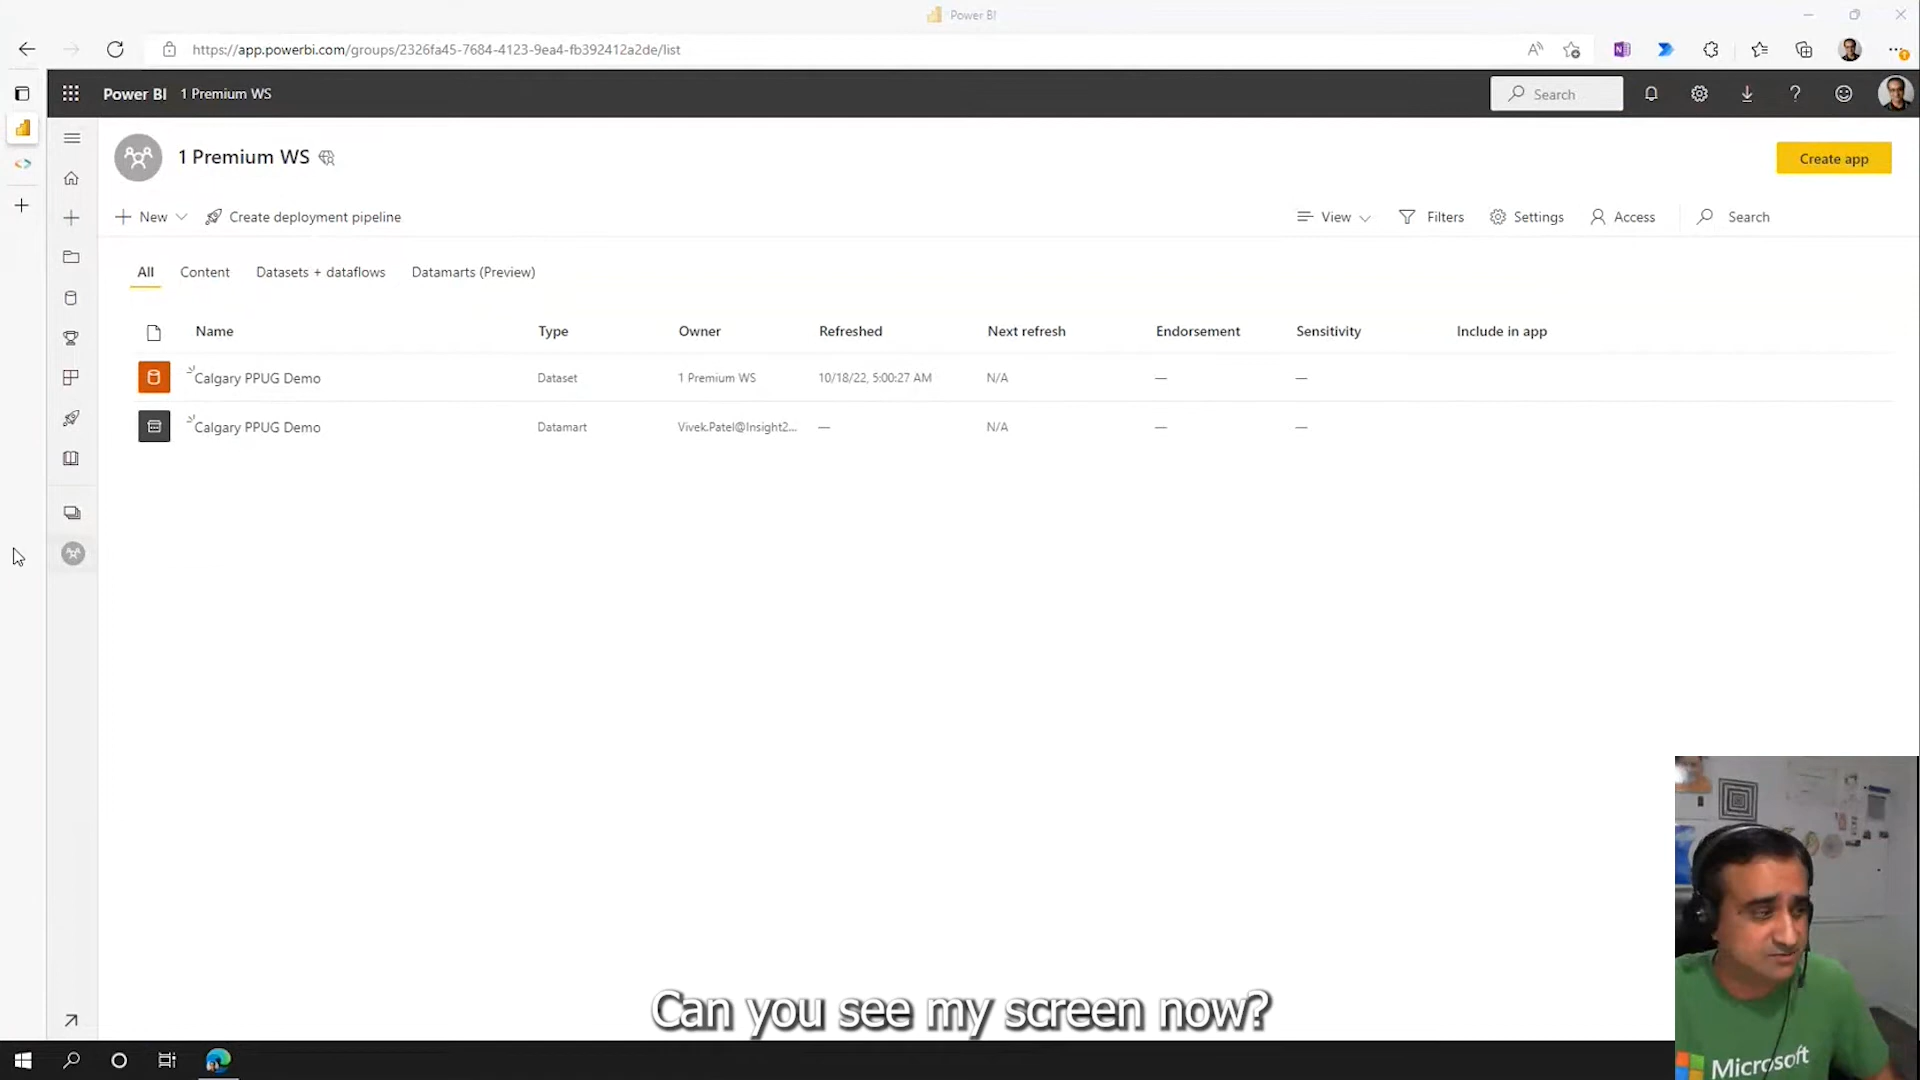 Power BI
https://app.powerbi.com/groups/2326fa45-7684-4123-9ea4-fb392412a2de/list
Power BI 1 Premium WS Search
1 Premium WS
Create app
New Create deployment pipeline View Filters Settings Access Search
All Content Datasets + dataflows Datamarts (Preview)
Name Type Owner Refreshed Next refresh Endorsement Sensitivity Include in app
Calgary PPUG Demo Dataset 1 Premium WS 10/18/22, 5:00:27 AM N/A — —
Calgary PPUG Demo Datamart Vivek.Patel@Insight2... — N/A — —
Can you see my screen now?
Microsoft